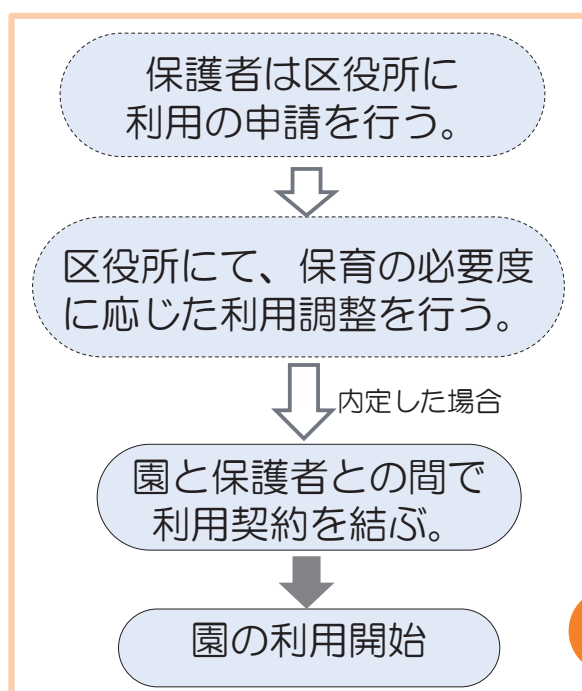 保護者は区役所に
利用の申請を行う。
区役所にて、保育の必要度
に応じた利用調整を行う。
内定した場合
園と保護者との間で
利用契約を結ぶ。
園の利用開始